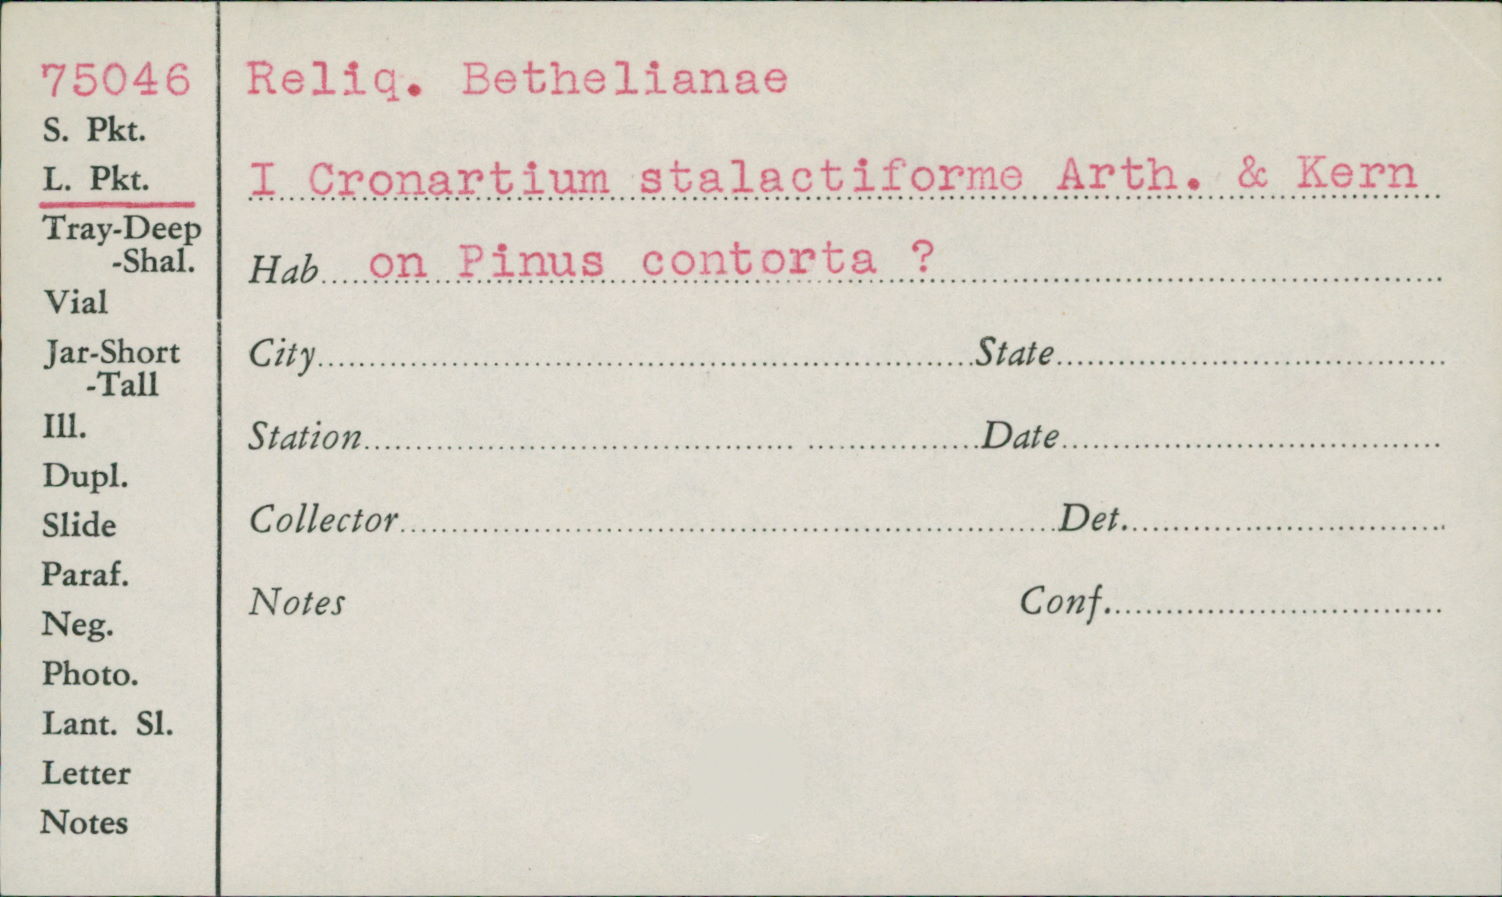 75046
S. Pkt.
L. Pkt.
Tray-Deep
-Shal.
Vial
Jar-Short
-Tall
Ill.
Dupl.
Slide
Paraf.
Neg.
Photo.
Lant. Sl.
Letter
Notes
Reliq. Bethelianae
I Cronartium stalactiforme Arth. & Kern
Hab on Pinus contorta ?
City State
Station Date
Collector Det.
Notes Conf.